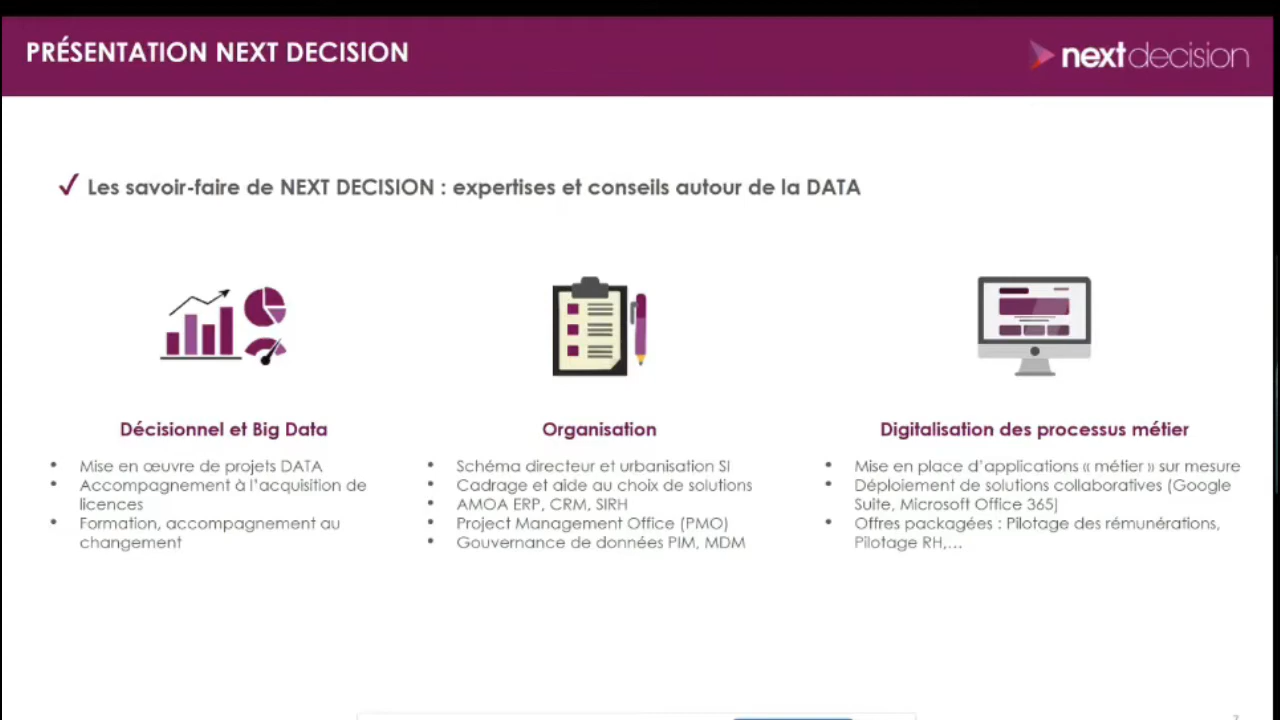 PRÉSENTATION NEXT DECISION
nextdecision
✓ Les savoir-faire de NEXT DECISION : expertises et conseils autour de la DATA
Décisionnel et Big Data
• Mise en œuvre de projets DATA
• Accompagnement à l'acquisition de
licences
• Formation, accompagnement au
changement
Organisation
• Schéma directeur et urbanisation SI
• Cadrage et aide au choix de solutions
• AMOA ERP, CRM, SIRH
• Project Management Office (PMO)
• Gouvernance de données PIM, MDM
Digitalisation des processus métier
• Mise en place d'applications « métier » sur mesure
• Déploiement de solutions collaboratives (Google
Suite, Microsoft Office 365)
• Offres packagées : Pilotage des rémunérations,
Pilotage RH,...